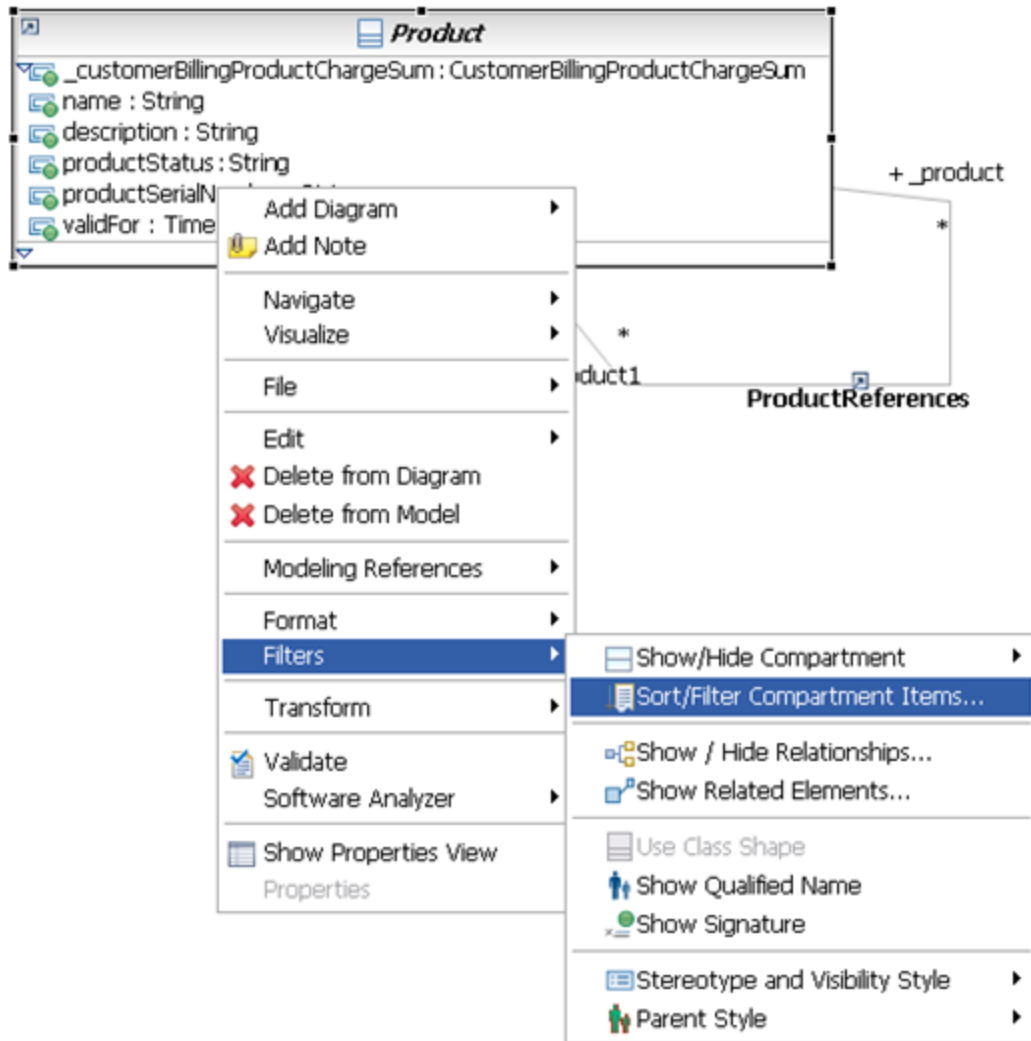 Product
_customerBillingProductChargeSum : CustomerBillingProductChargeSum
name : String
description : String
productStatus : String
productSerialN
validFor : Time
+ _product
*
*
duct1
ProductReferences
Add Diagram
Add Note
Navigate
Visualize
File
Edit
Delete from Diagram
Delete from Model
Modeling References
Format
Filters
Transform
Validate
Software Analyzer
Show Properties View
Properties
Show/Hide Compartment
Sort/Filter Compartment Items...
Show / Hide Relationships...
Show Related Elements...
Use Class Shape
Show Qualified Name
Show Signature
Stereotype and Visibility Style
Parent Style